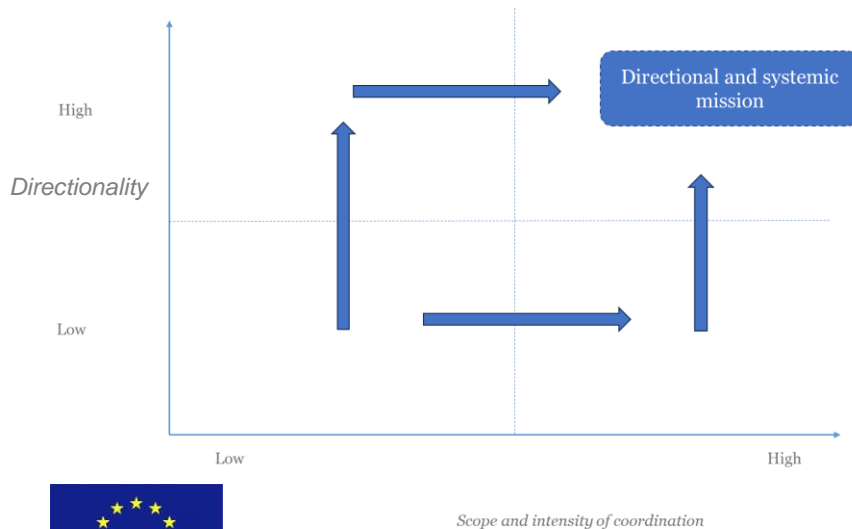 Directional and systemic
mission
High
Directionality
Low
Low
High
Scope and intensity of coordination